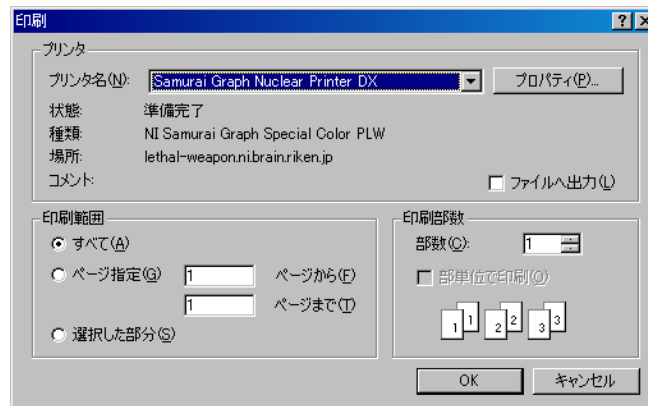 印刷
プリンタ
プリンタ名(N): Samurai Graph Nuclear Printer DX プロパティ(P)...
状態: 準備完了
種類: NI Samurai Graph Special Color PLW
場所: lethal-weapon.ni.brain.riken.jp
コメント: ファイルへ出力(L)
印刷範囲
すべて(A)
ページ指定(G) 1 ページから(F)
1 ページまで(T)
選択した部分(S)
印刷部数
部数(C): 1
部単位で印刷(O)
1 1 2 2 3 3
OK キャンセル